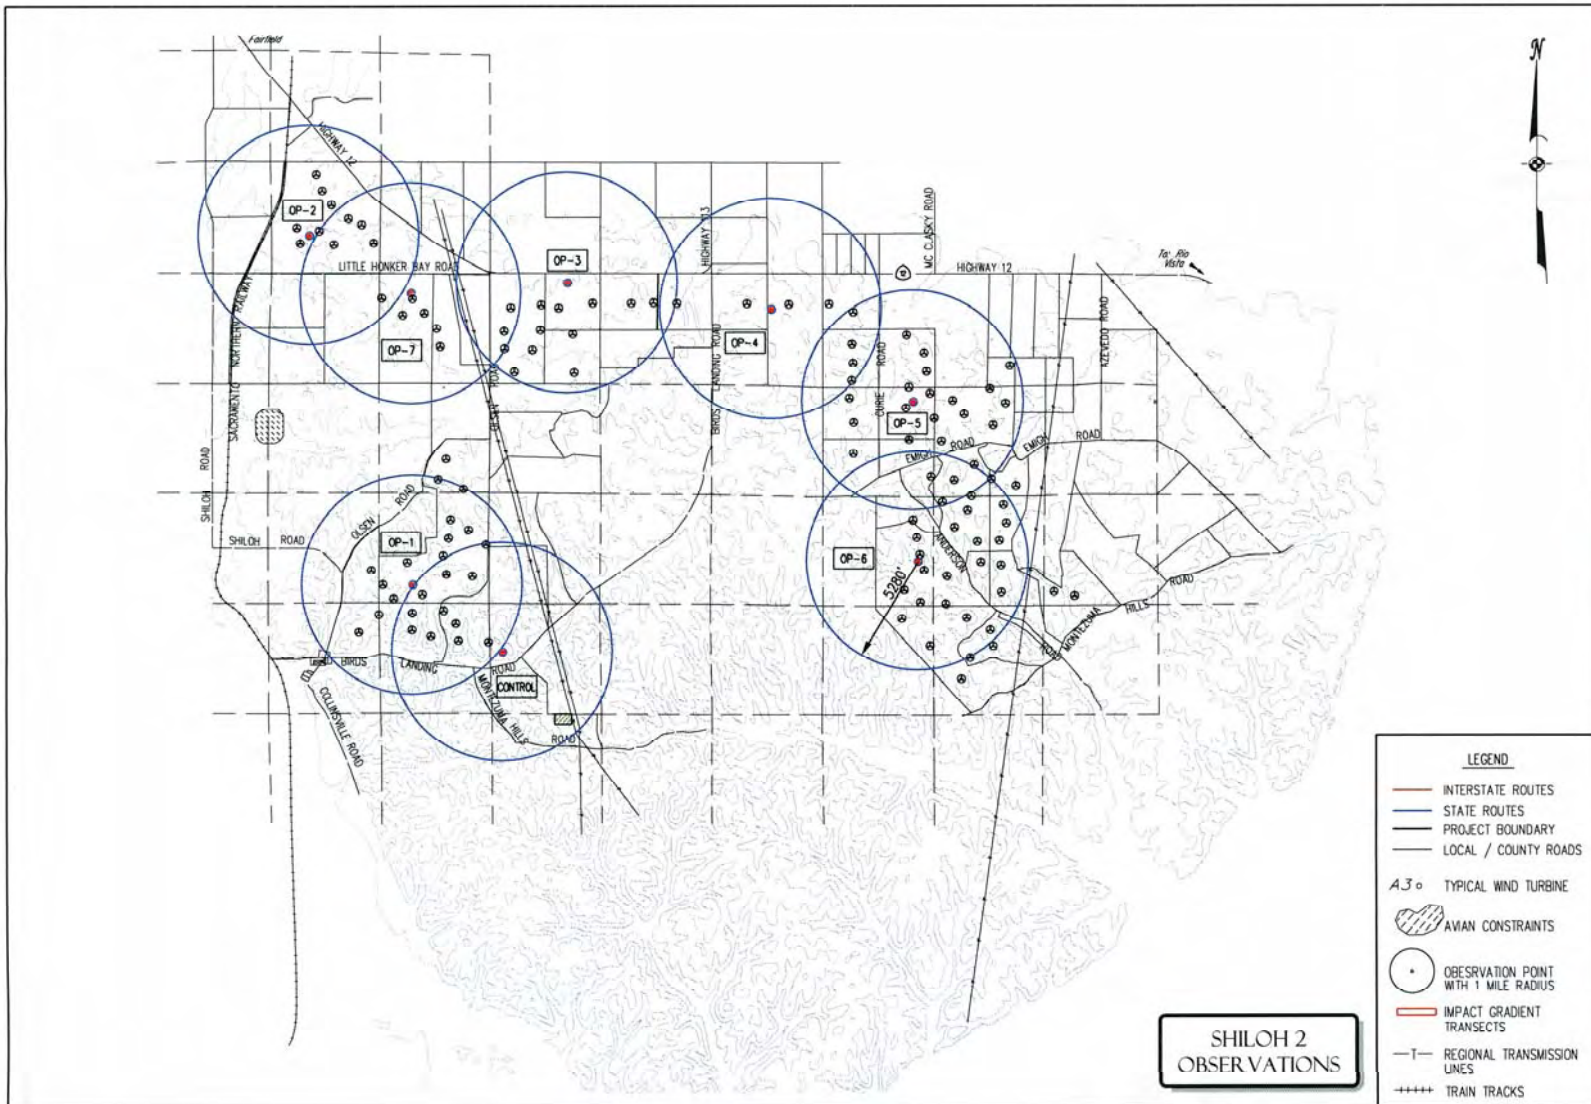 Fairfield
N
HIGHWAY 12
OP-2
MC CLASKY ROAD
HIGHWAY 113
OP-3
To: Rio
Vista
LITTLE HONKER BAY ROAD
12
HIGHWAY 12
SACRAMENTO NORTHERN RAILWAY
OP-7
OLSEN ROAD
BIRDS LANDING ROAD
OP-4
CURIE ROAD
AZEVEDO ROAD
OP-5
EMIGH ROAD
EMIGH ROAD
SHILOH ROAD
OLSEN ROAD
SHILOH ROAD
OP-1
OP-6
ANDERSON ROAD
5280'
MONTEZUMA HILLS ROAD
BIRDS LANDING ROAD
CONTROL
COLLINSVILLE ROAD
MONTEZUMA HILLS ROAD
LEGEND
INTERSTATE ROUTES
STATE ROUTES
PROJECT BOUNDARY
LOCAL / COUNTY ROADS
A3 TYPICAL WIND TURBINE
AVIAN CONSTRAINTS
OBESRVATION POINT
WITH 1 MILE RADIUS
IMPACT GRADIENT
TRANSECTS
T REGIONAL TRANSMISSION
LINES
TRAIN TRACKS
SHILOH 2
OBSERVATIONS